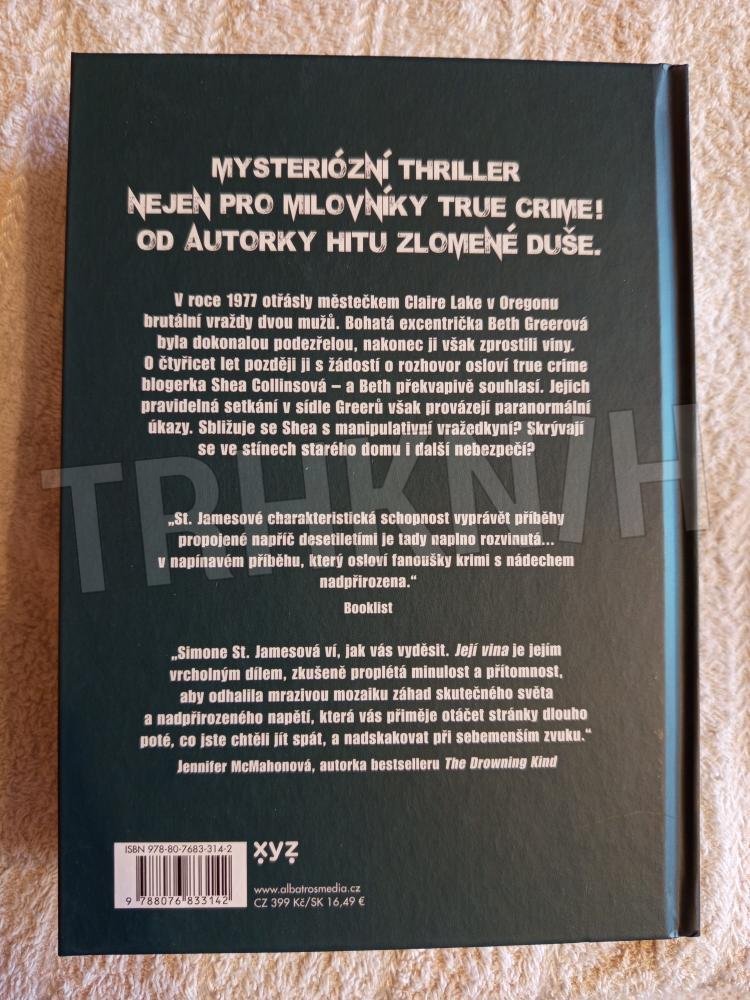 MYSTERIÓZNÍ THRILLER
NEJEN PRO MILOVNÍKY TRUE CRIME!
OD AUTORKY HITU ZLOMENÉ DUŠE.
V roce 1977 otřásly městečkem Claire Lake v Oregonu
brutální vraždy dvou mužů. Bohatá excentrička Beth Greerová
byla dokonalou podezřelou, nakonec ji však zprostili viny.
O čtyřicet let později ji s žádostí o rozhovor osloví true crime
blogerka Shea Collinsová – a Beth překvapivě souhlasí. Jejich
pravidelná setkání v sídle Greerů však provázejí paranormální
úkazy. Sbližuje se Shea s manipulativní vražedkyní? Skrývají
se ve stínech starého domu i další nebezpečí?
TRHKNIH
„St. Jamesové charakteristická schopnost vyprávět příběhy
propojené napříč desetiletími je tady naplno rozvinutá...
v napínavém příběhu, který osloví fanoušky krimi s nádechem
nadpřirozena.“
Booklist
„Simone St. Jamesová ví, jak vás vyděsit. Její vina je jejím
vrcholným dílem, zkušeně proplétá minulost a přítomnost,
aby odhalila mrazivou mozaiku záhad skutečného světa
a nadpřirozeného napětí, která vás přiměje otáčet stránky dlouho
poté, co jste chtěli jít spát, a nadskakovat při sebemenším zvuku.“
Jennifer McMahonová, autorka bestselleru The Drowning Kind
ISBN 978-80-7683-314-2
9 788076 833142
xyz
www.albatrosmedia.cz
CZ 399 Kč/SK 16,49 €